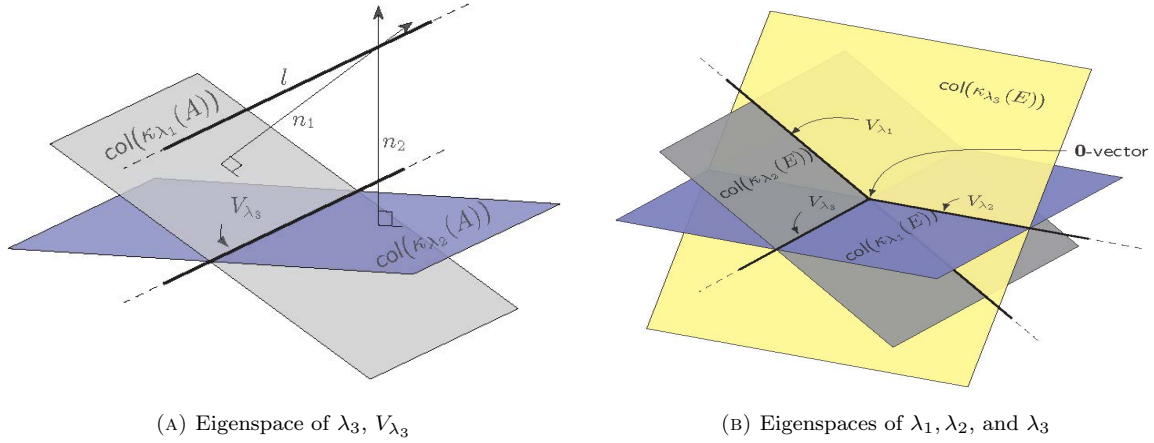 l
col(κλ₁(A))
n₁
n₂
Vλ₃
col(κλ₂(A))
col(κλ₃(E))
Vλ₁
0-vector
col(κλ₂(E))
Vλ₃
Vλ₂
col(κλ₁(E))
(A) Eigenspace of λ₃, Vλ₃
(B) Eigenspaces of λ₁, λ₂, and λ₃